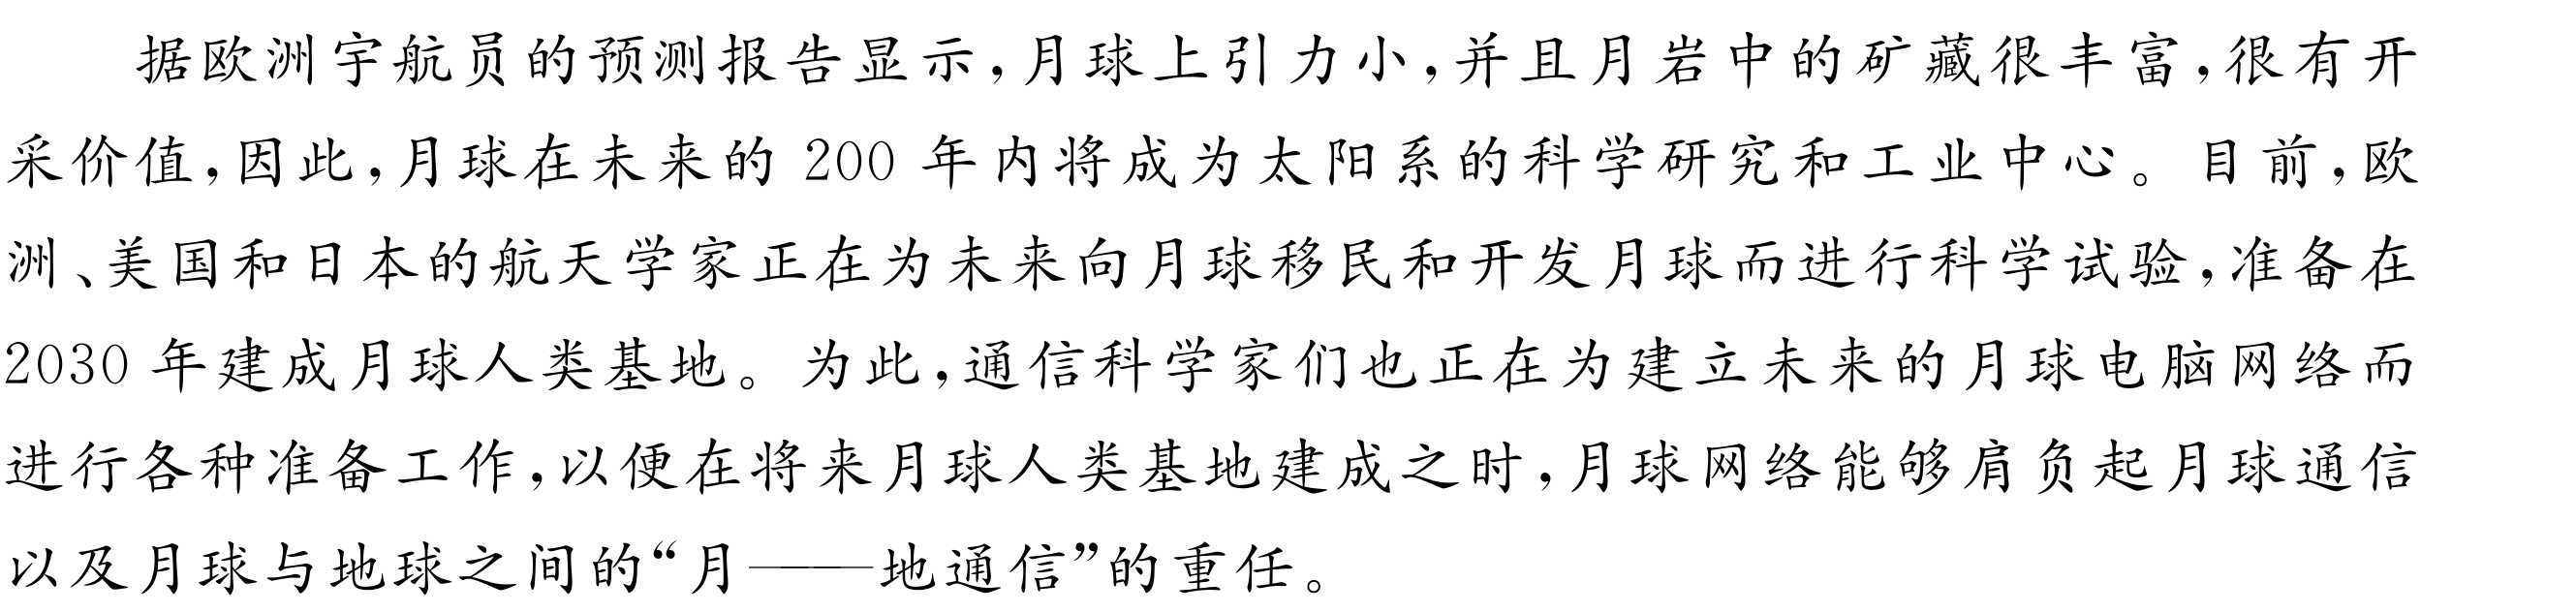 据欧洲宇航员的预测报告显示,月球上引力小,并且月岩中的矿藏很丰富,很有开
采价值,因此,月球在未来的 200 年内将成为太阳系的科学研究和工业中心。目前,欧
洲、美国和日本的航天学家正在为未来向月球移民和开发月球而进行科学试验,准备在
2030 年建成月球人类基地。为此,通信科学家们也正在为建立未来的月球电脑网络而
进行各种准备工作,以便在将来月球人类基地建成之时,月球网络能够肩负起月球通信
以及月球与地球之间的“月——地通信”的重任。